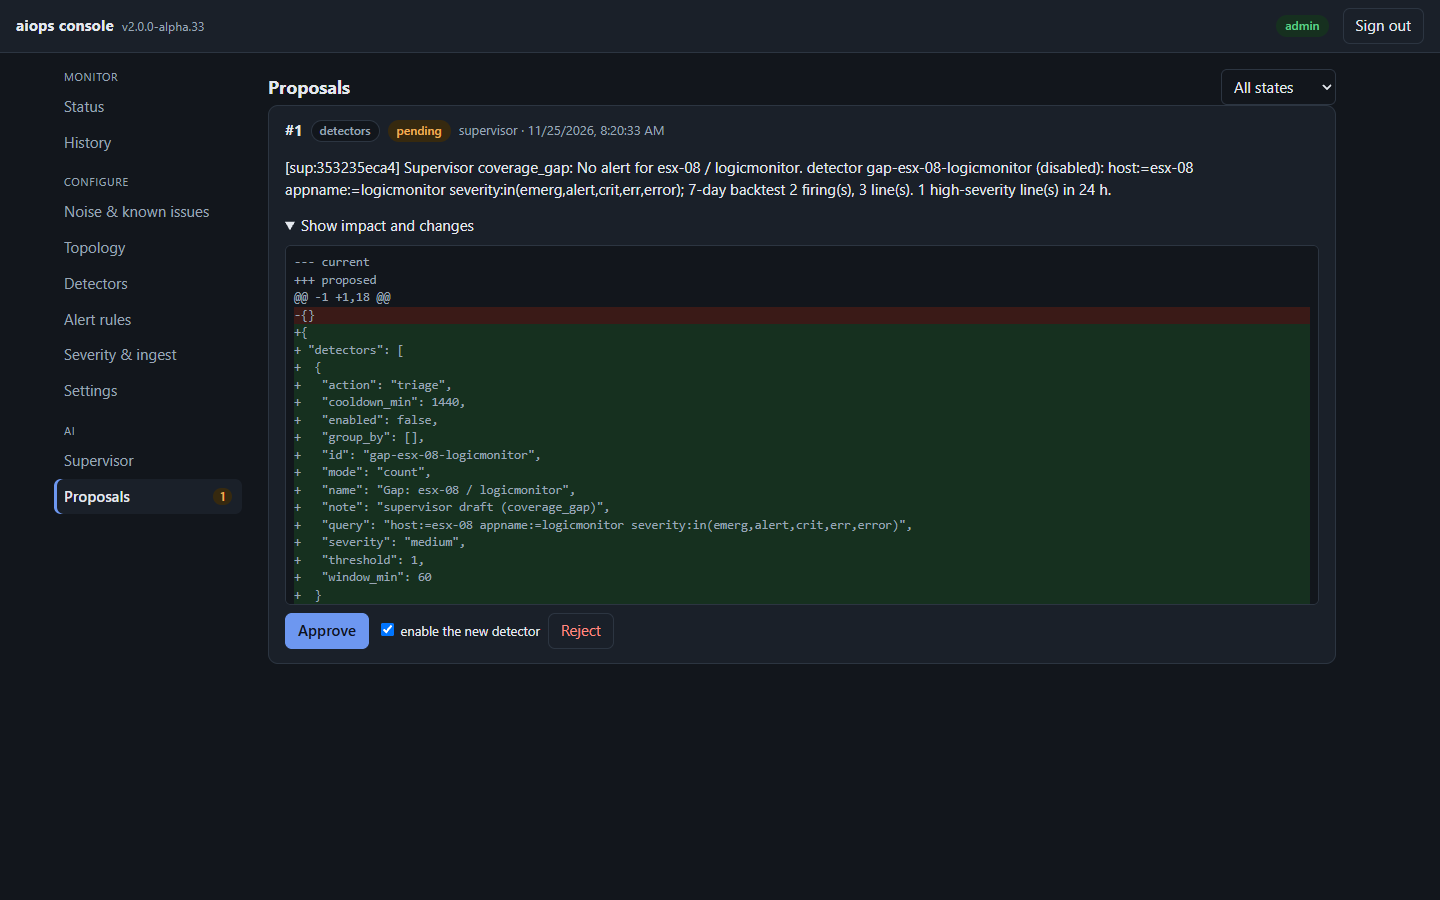 aiops console v2.0.0-alpha.33
admin
Sign out
MONITOR
Status
History
CONFIGURE
Noise & known issues
Topology
Detectors
Alert rules
Severity & ingest
Settings
AI
Supervisor
Proposals 1
Proposals
All states
#1 detectors pending supervisor · 11/25/2026, 8:20:33 AM
[sup:353235eca4] Supervisor coverage_gap: No alert for esx-08 / logicmonitor. detector gap-esx-08-logicmonitor (disabled): host:=esx-08
appname:=logicmonitor severity:in(emerg,alert,crit,err,error); 7-day backtest 2 firing(s), 3 line(s). 1 high-severity line(s) in 24 h.
▼ Show impact and changes
--- current
+++ proposed
@@ -1 +1,18 @@
-{}
+{
+ "detectors": [
+  {
+   "action": "triage",
+   "cooldown_min": 1440,
+   "enabled": false,
+   "group_by": [],
+   "id": "gap-esx-08-logicmonitor",
+   "mode": "count",
+   "name": "Gap: esx-08 / logicmonitor",
+   "note": "supervisor draft (coverage_gap)",
+   "query": "host:=esx-08 appname:=logicmonitor severity:in(emerg,alert,crit,err,error)",
+   "severity": "medium",
+   "threshold": 1,
+   "window_min": 60
+  }
Approve
enable the new detector
Reject